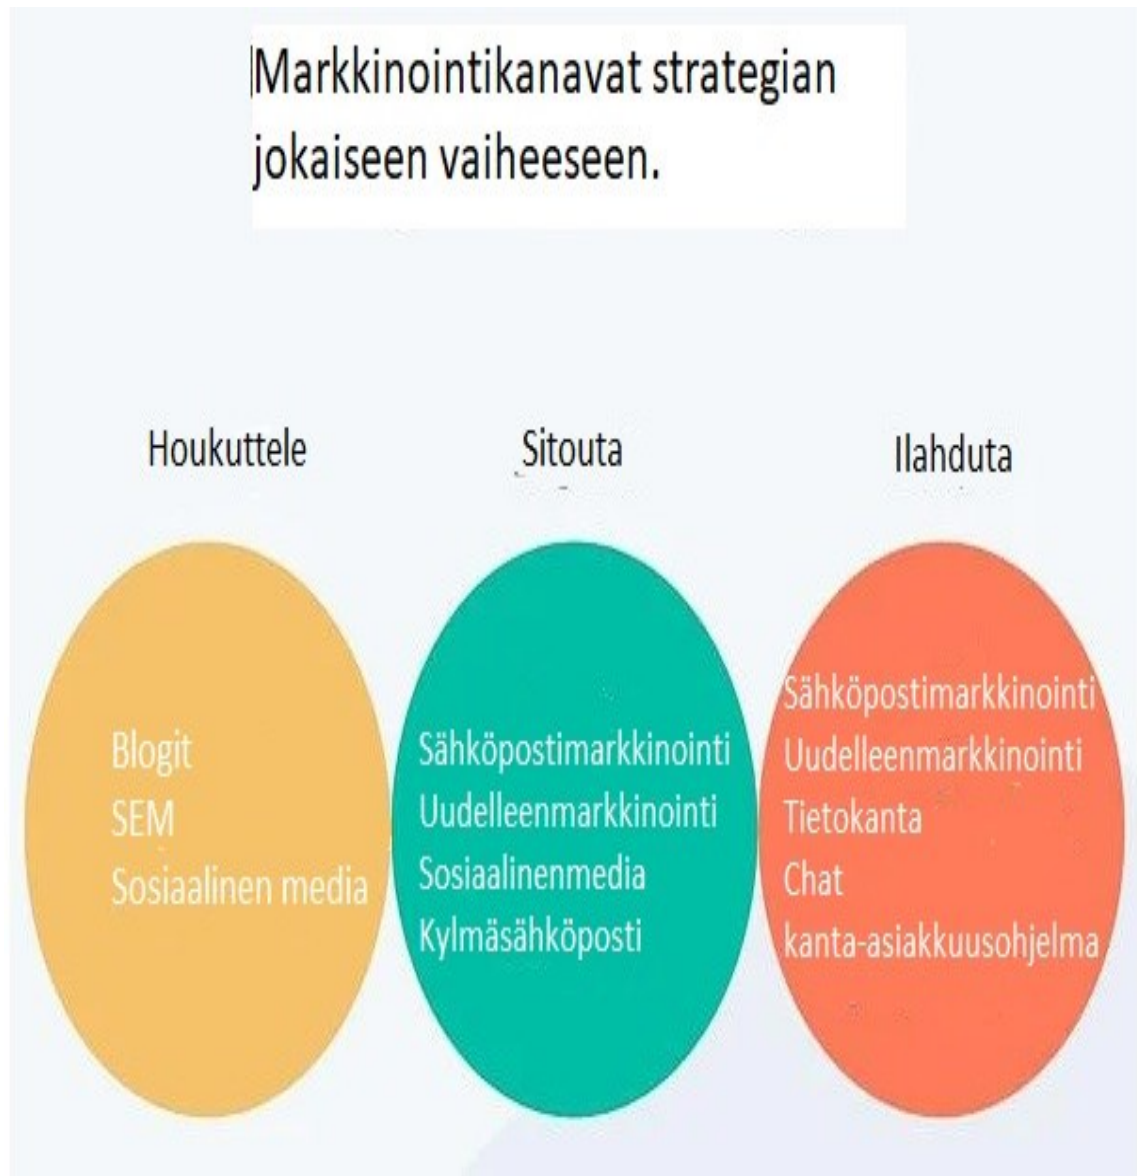 Markkinointikanavat strategian
jokaiseen vaiheeseen.
Houkuttele
Sitouta
Ilahduta
Blogit
SEM
Sosiaalinen media
Sähköpostimarkkinointi
Uudelleenmarkkinointi
Sosiaalinenmedia
Kylmäsähköposti
Sähköpostimarkkinointi
Uudelleenmarkkinointi
Tietokanta
Chat
kanta-asiakkuusohjelma